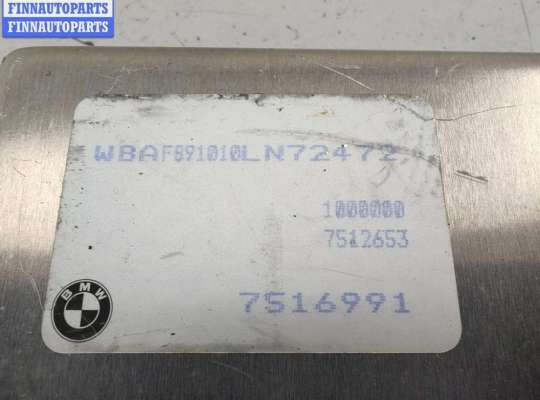 FINNAUTOPARTS
FINNAUTOPARTS
WBAF891010LN72472
1000000
7512653
7516991
BMW